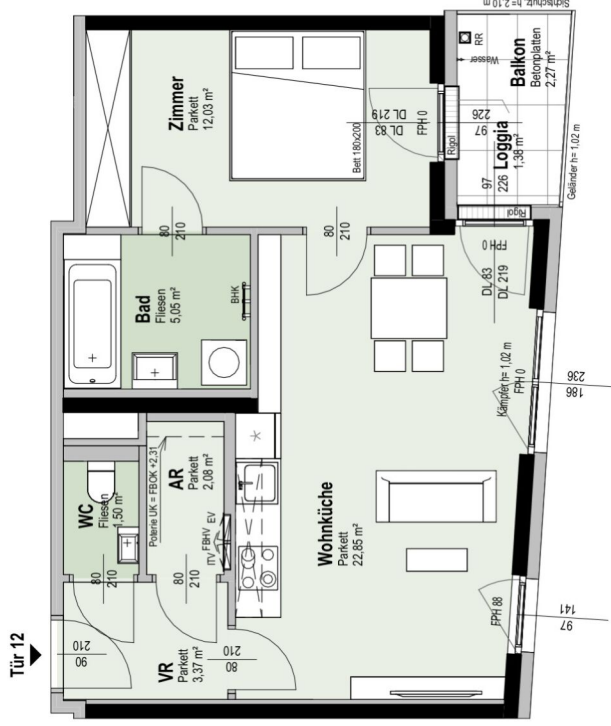 Sichtschutz, h= 2,10 m
Zimmer
Parkett
12,03 m²
Bett 180x200
DL 83
DL 219
FPH 0
RR
Wasser
Balkon
Betonplatten
2,27 m²
Rigol
97
226
Loggia
1,38 m²
97
226
Rigol
Geländer h= 1,02 m
80
210
80
210
Bad
Fliesen
5,05 m²
BHK
FPH 0
DL 83
DL 219
Kämpfer h= 1,02 m
FPH 0
186
236
WC
Fliesen
1,50 m²
Poterie UK = FBOK +2,31
AR
Parkett
2,08 m²
ITV FBHV EV
80
210
80
210
Wohnküche
Parkett
22,85 m²
FPH 88
97
141
Tür 12
90
210
VR
Parkett
3,37 m²
80
210